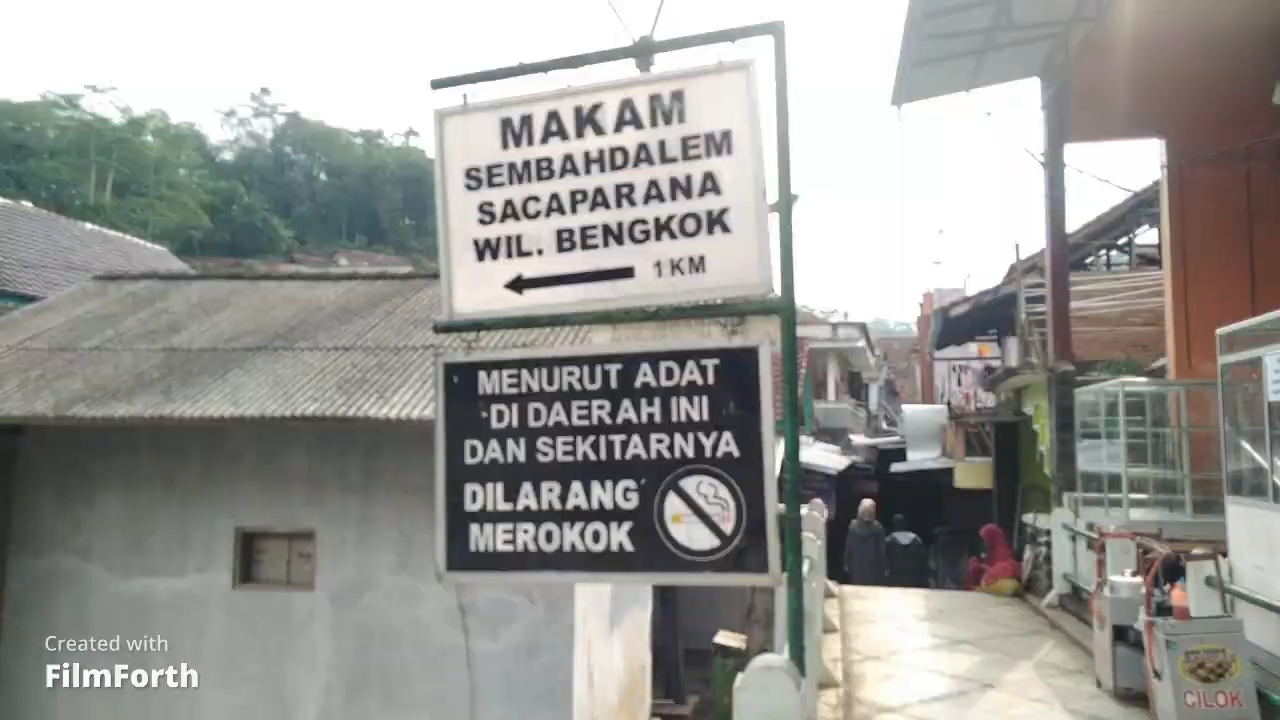 MAKAM
SEMBAHDALEM
SACAPARANA
WIL. BENGKOK
1 KM
MENURUT ADAT
DI DAERAH INI
DAN SEKITARNYA
DILARANG
MEROKOK
Created with
FilmForth
CILOK